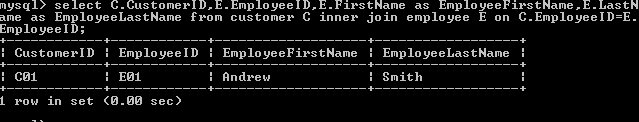 mysql> select C.CustomerID,E.EmployeeID,E.FirstName as EmployeeFirstName,E.LastN
ame as EmployeeLastName from customer C inner join employee E on C.EmployeeID=E.
EmployeeID;
+------------+------------+-------------------+------------------+
| CustomerID | EmployeeID | EmployeeFirstName | EmployeeLastName |
+------------+------------+-------------------+------------------+
| C01        | E01        | Andrew            | Smith            |
+------------+------------+-------------------+------------------+
1 row in set (0.00 sec)